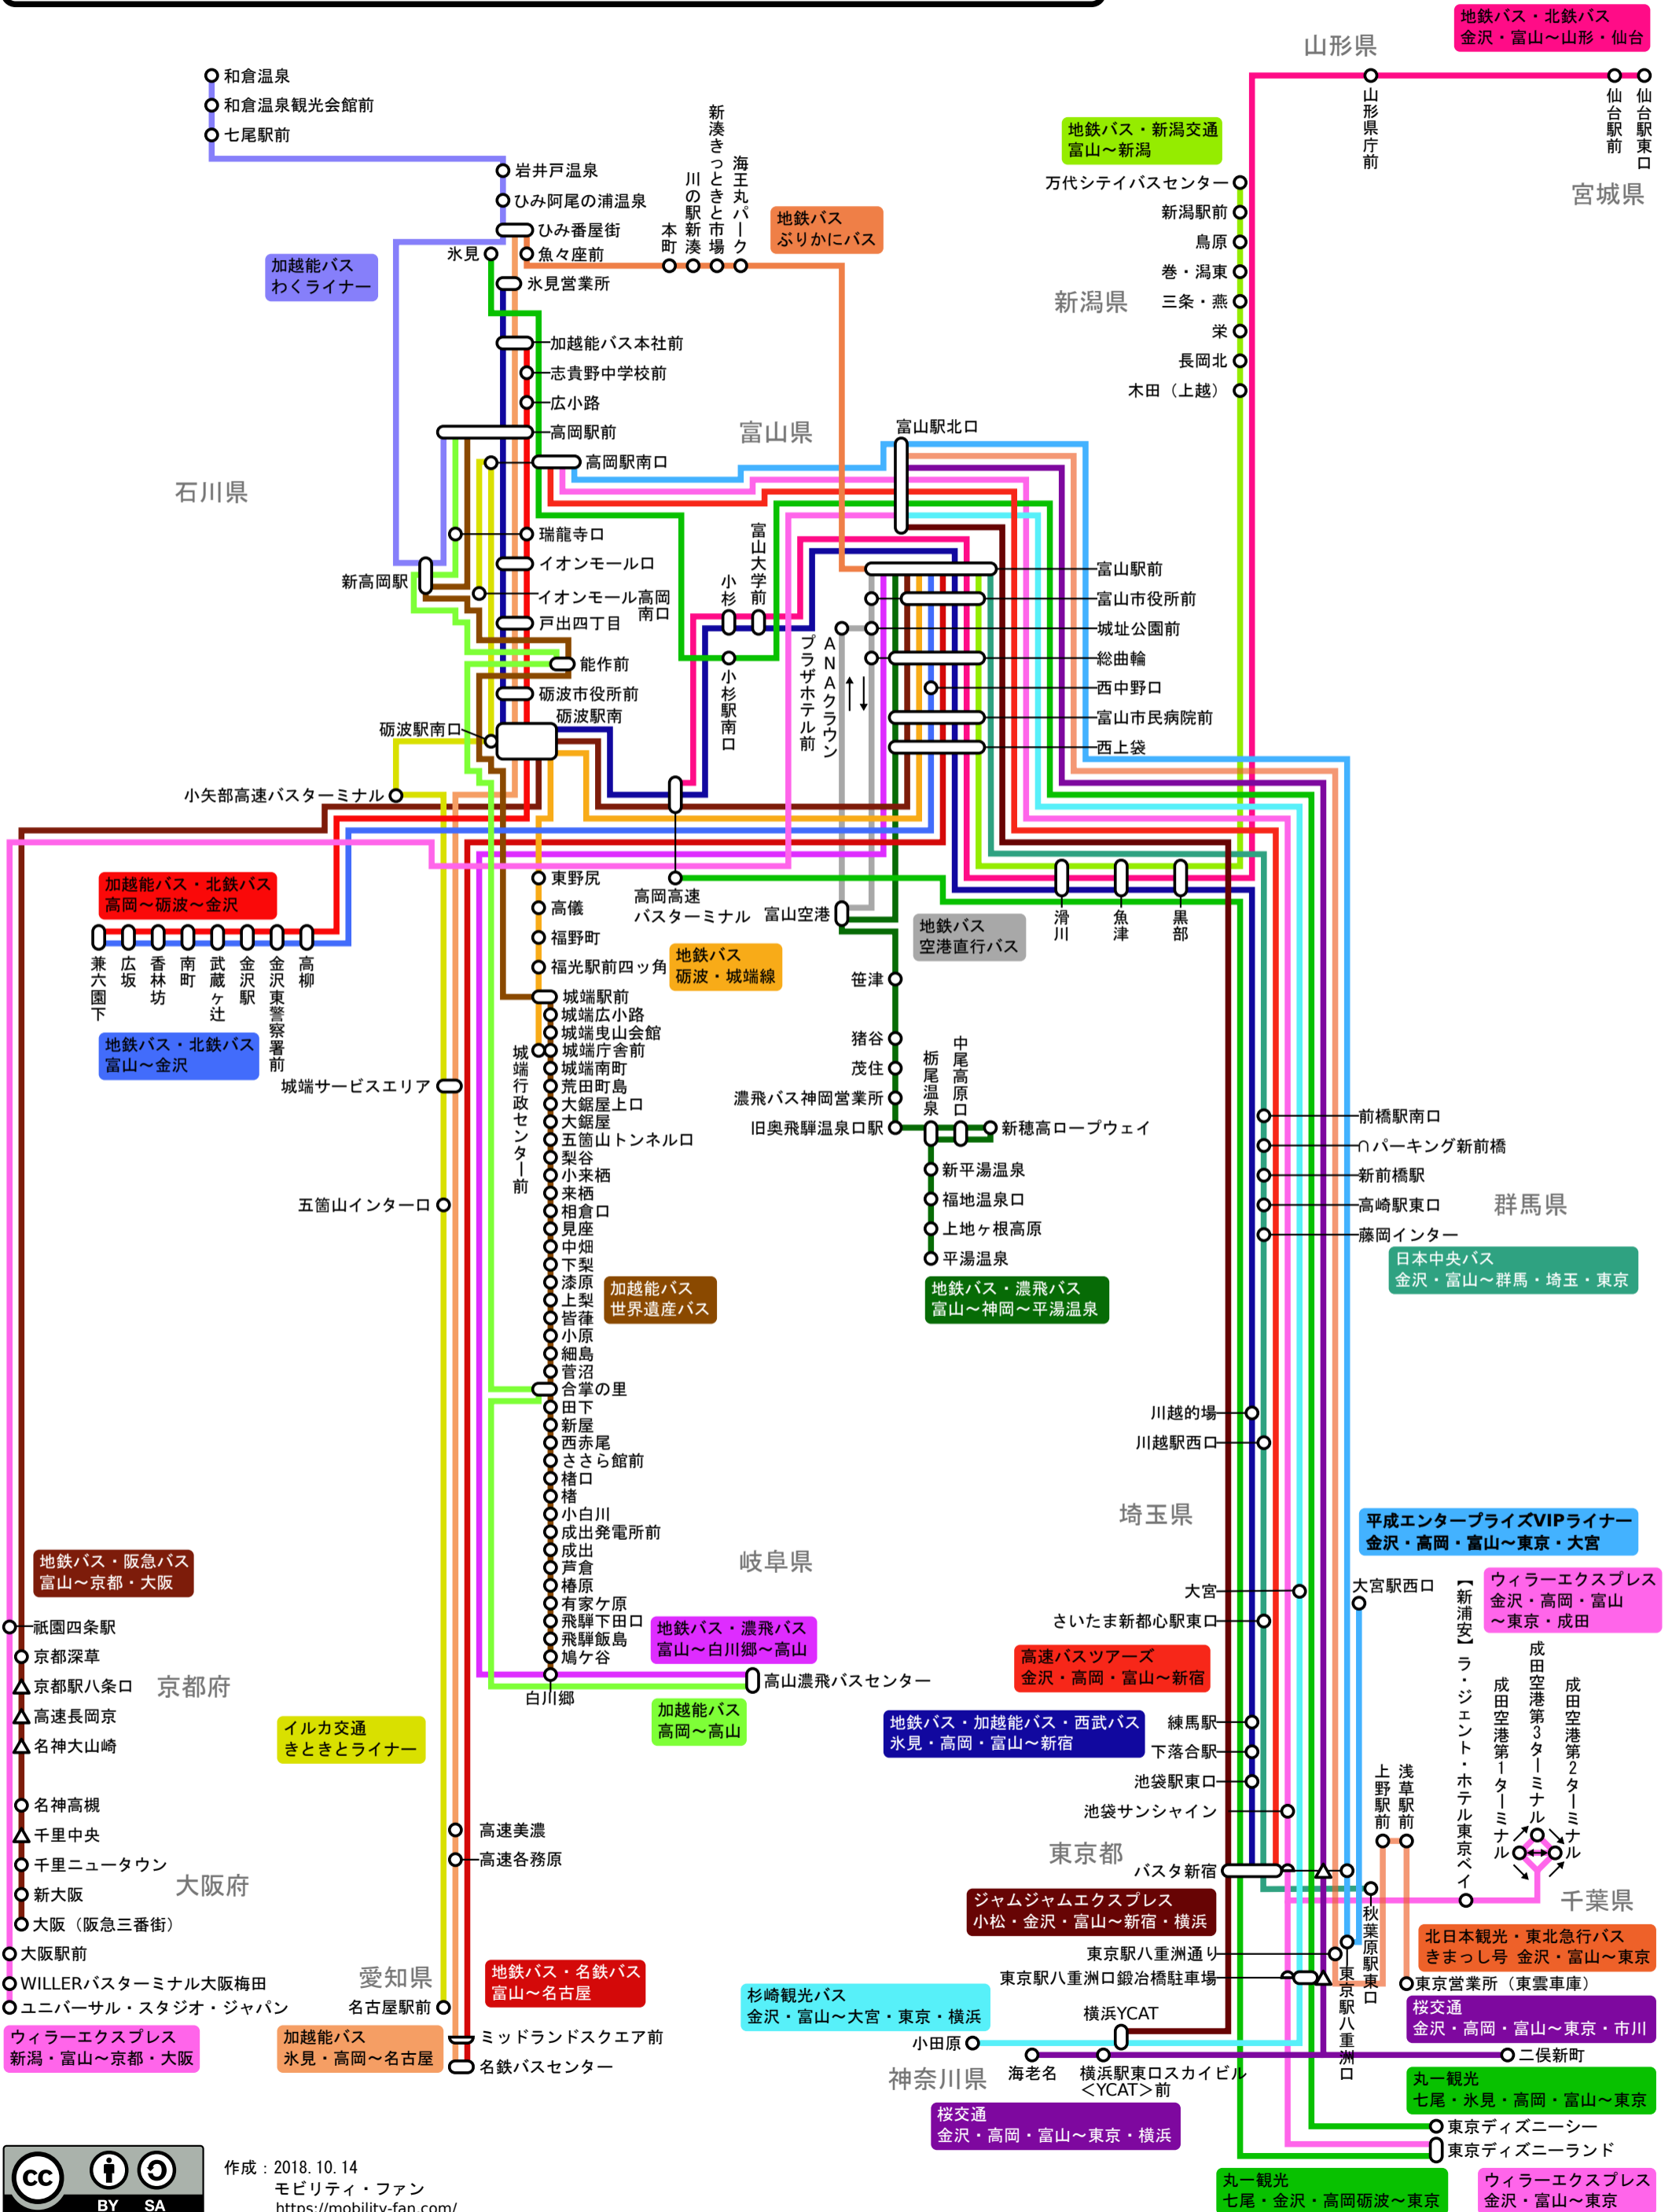 地鉄バス・北鉄バス
金沢・富山～山形・仙台
山形県
山形県庁前
仙台駅前
仙台駅東口
宮城県
和倉温泉
和倉温泉観光会館前
七尾駅前
岩井戸温泉
ひみ阿尾の浦温泉
ひみ番屋街
氷見
魚々座前
氷見営業所
加越能バス
わくライナー
本町
川の駅新湊
新湊きっときと市場
海王丸パーク
地鉄バス
ぶりかにバス
地鉄バス・新潟交通
富山～新潟
万代シテイバスセンター
新潟駅前
鳥原
巻・潟東
三条・燕
栄
長岡北
木田（上越）
新潟県
加越能バス本社前
志貴野中学校前
広小路
高岡駅前
高岡駅南口
富山県
石川県
富山駅北口
瑞龍寺口
イオンモール口
新高岡駅
イオンモール高岡
南口
戸出四丁目
能作前
砺波市役所前
砺波駅南
砺波駅南口
小矢部高速バスターミナル
小杉
富山大学前
小杉駅南口
ANAクラウン
プラザホテル前
富山駅前
富山市役所前
城址公園前
総曲輪
西中野口
富山市民病院前
西上袋
加越能バス・北鉄バス
高岡～砺波～金沢
兼六園下
広坂
香林坊
南町
武蔵ヶ辻
金沢駅
金沢東警察署前
高柳
地鉄バス・北鉄バス
富山～金沢
東野尻
高儀
福野町
福光駅前四ッ角
地鉄バス
砺波・城端線
高岡高速
バスターミナル
富山空港
地鉄バス
空港直行バス
滑川
魚津
黒部
城端駅前
城端広小路
城端曳山会館
城端庁舎前
城端行政センター前
城端南町
荒田町島
大鋸屋上口
大鋸屋
五箇山トンネル口
梨谷
小来栖
来栖
相倉口
見座
中畑
下梨
漆原
上梨
皆葎
小原
細島
菅沼
合掌の里
田下
新屋
西赤尾
ささら館前
楮口
楮
小白川
成出発電所前
成出
芦倉
椿原
有家ケ原
飛騨下田口
飛騨飯島
鳩ケ谷
白川郷
城端サービスエリア
五箇山インター口
加越能バス
世界遺産バス
笹津
猪谷
茂住
濃飛バス神岡営業所
旧奥飛騨温泉口駅
栃尾温泉
中尾高原口
新穂高ロープウェイ
新平湯温泉
福地温泉口
上地ヶ根高原
平湯温泉
地鉄バス・濃飛バス
富山～神岡～平湯温泉
前橋駅南口
∩パーキング新前橋
新前橋駅
高崎駅東口
藤岡インター
群馬県
日本中央バス
金沢・富山～群馬・埼玉・東京
川越的場
川越駅西口
埼玉県
岐阜県
平成エンタープライズVIPライナー
金沢・高岡・富山～東京・大宮
地鉄バス・阪急バス
富山～京都・大阪
祇園四条駅
京都深草
京都駅八条口
高速長岡京
名神大山崎
京都府
名神高槻
千里中央
千里ニュータウン
新大阪
大阪（阪急三番街）
大阪府
大阪駅前
WILLERバスターミナル大阪梅田
ユニバーサル・スタジオ・ジャパン
ウィラーエクスプレス
新潟・富山～京都・大阪
地鉄バス・濃飛バス
富山～白川郷～高山
高山濃飛バスセンター
加越能バス
高岡～高山
イルカ交通
きときとライナー
高速美濃
高速各務原
愛知県
名古屋駅前
地鉄バス・名鉄バス
富山～名古屋
加越能バス
氷見・高岡～名古屋
ミッドランドスクエア前
名鉄バスセンター
大宮
さいたま新都心駅東口
大宮駅西口
高速バスツアーズ
金沢・高岡・富山～新宿
地鉄バス・加越能バス・西武バス
氷見・高岡・富山～新宿
練馬駅
下落合駅
池袋駅東口
池袋サンシャイン
東京都
バスタ新宿
ジャムジャムエクスプレス
小松・金沢・富山～新宿・横浜
東京駅八重洲通り
東京駅八重洲口鍛冶橋駐車場
秋葉原駅東口
東京駅八重洲口
上野駅前
浅草駅前
【新浦安】ラ・ジェント・ホテル東京ベイ
成田空港第1ターミナル
成田空港第3ターミナル
成田空港第2ターミナル
ウィラーエクスプレス
金沢・高岡・富山
～東京・成田
千葉県
北日本観光・東北急行バス
きまっし号 金沢・富山～東京
東京営業所（東雲車庫）
桜交通
金沢・高岡・富山～東京・市川
二俣新町
杉崎観光バス
金沢・富山～大宮・東京・横浜
横浜YCAT
小田原
海老名
横浜駅東口スカイビル
＜YCAT＞前
神奈川県
桜交通
金沢・高岡・富山～東京・横浜
丸一観光
七尾・氷見・高岡・富山～東京
東京ディズニーシー
東京ディズニーランド
丸一観光
七尾・金沢・高岡砺波～東京
ウィラーエクスプレス
金沢・富山～東京
cc
BY SA
作成：2018.10.14
モビリティ・ファン
https://mobility-fan.com/